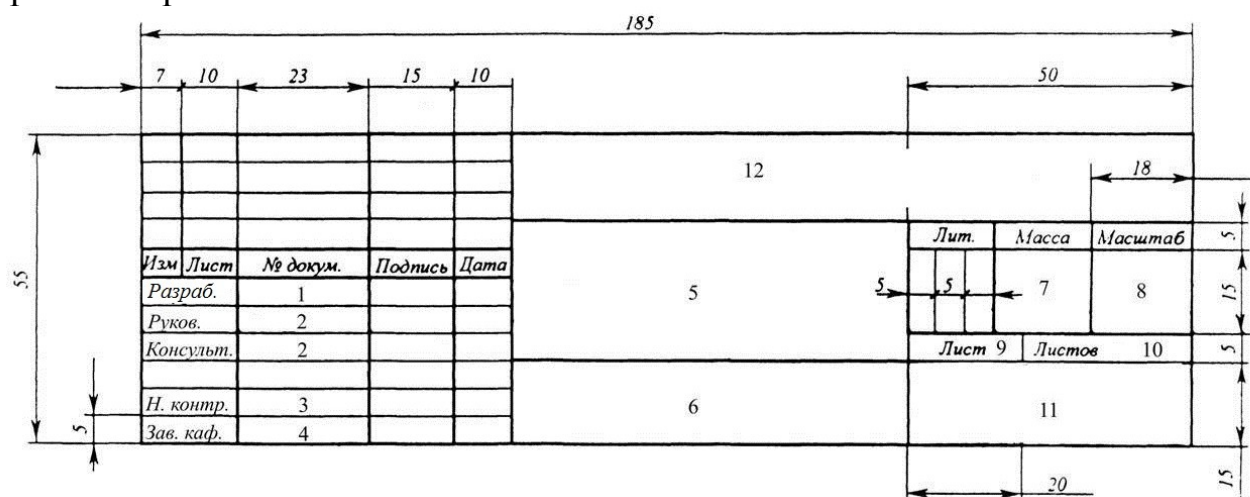 185
7 10 23 15 10 50
12
18
Лит. Масса Масштаб 5
Изм Лист № докум. Подпись Дата
55
Разраб. 1
5 5 5 7 8 15
Руков. 2
Консульт. 2
Лист 9 Листов 10 5
Н. контр. 3
6 11
5
Зав. каф. 4
15
20